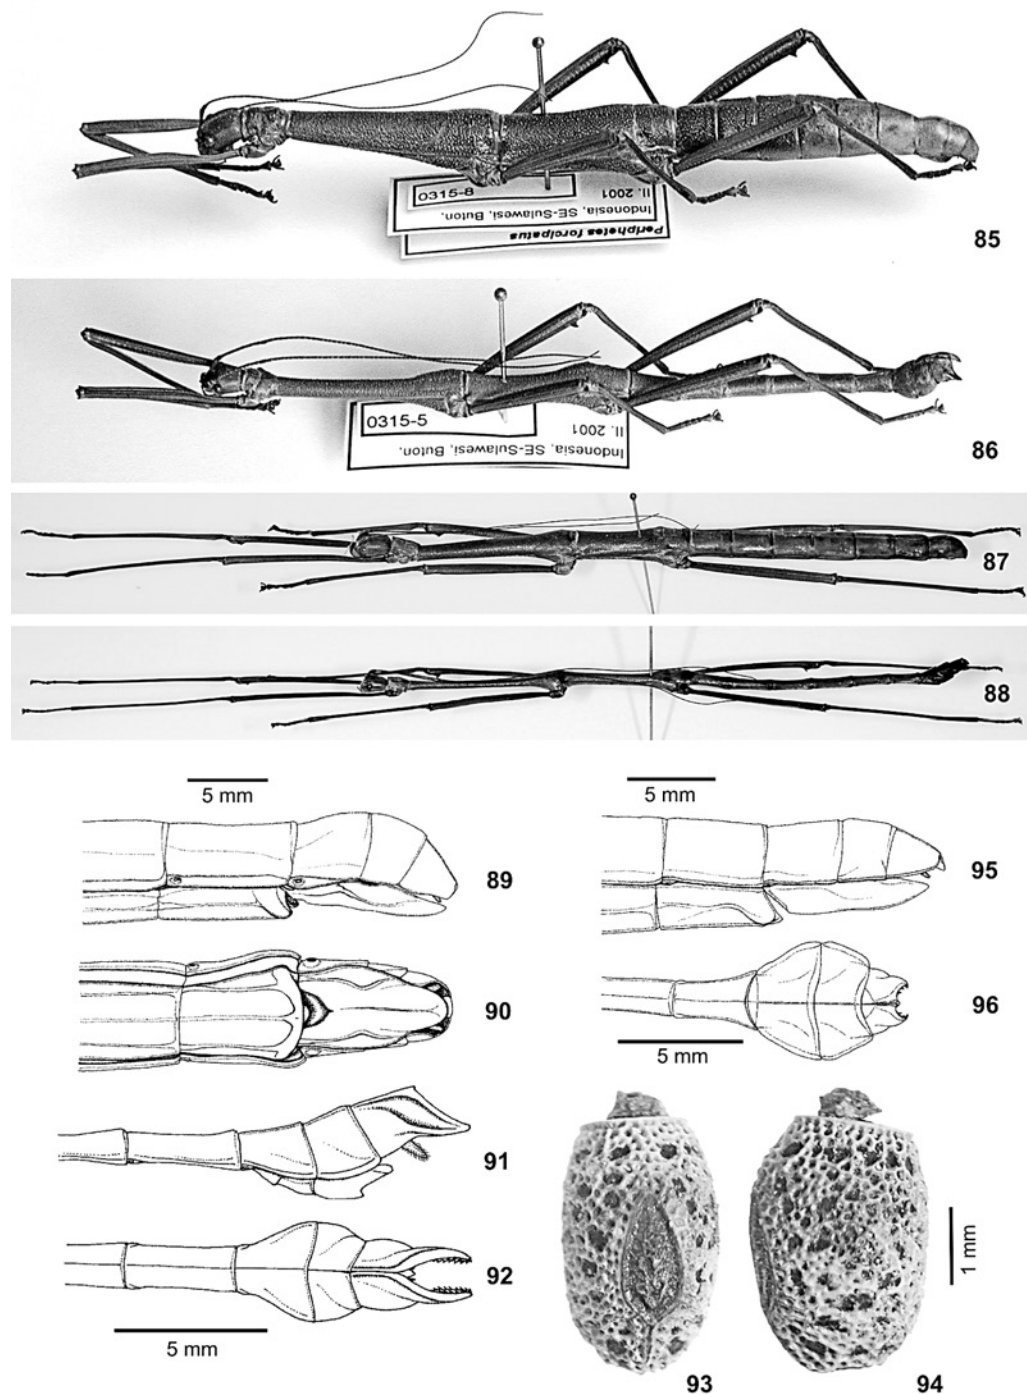 0315-8
II. 2001
Indonesia, SE-Sulawesi, Buton.
Periphetes forcipatus
85
0315-5
II. 2001
Indonesia, SE-Sulawesi, Buton.
86
87
88
5 mm
5 mm
89
95
90
96
5 mm
91
92
5 mm
1 mm
93
94